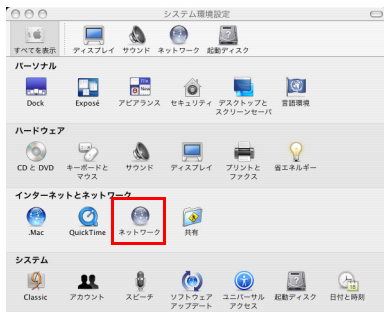 システム環境設定
すべてを表示 ディスプレイ サウンド ネットワーク 起動ディスク
パーソナル
Dock Exposé アピアランス セキュリティ デスクトップと 言語環境
スクリーンセーバ
ハードウェア
CD と DVD キーボードと サウンド ディスプレイ プリントと 省エネルギー
マウス ファクス
インターネットとネットワーク
.Mac QuickTime ネットワーク 共有
システム
Classic アカウント スピーチ ソフトウェア ユニバーサル 起動ディスク 日付と時刻
アップデート アクセス